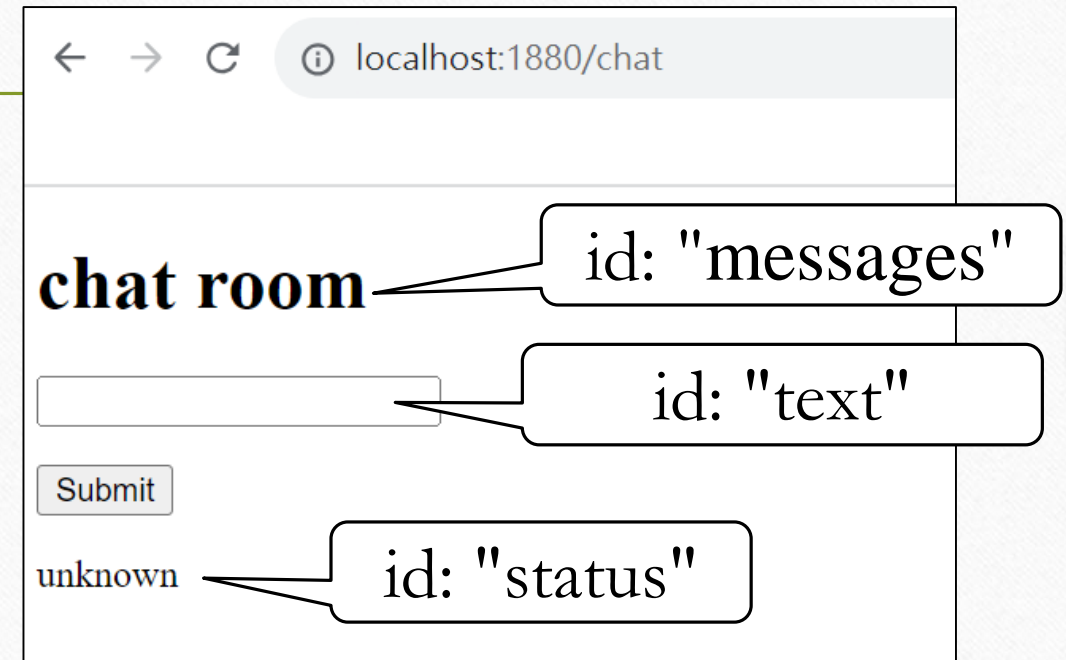 localhost:1880/chat
id: "messages"
chat room
id: "text"
Submit
id: "status"
unknown